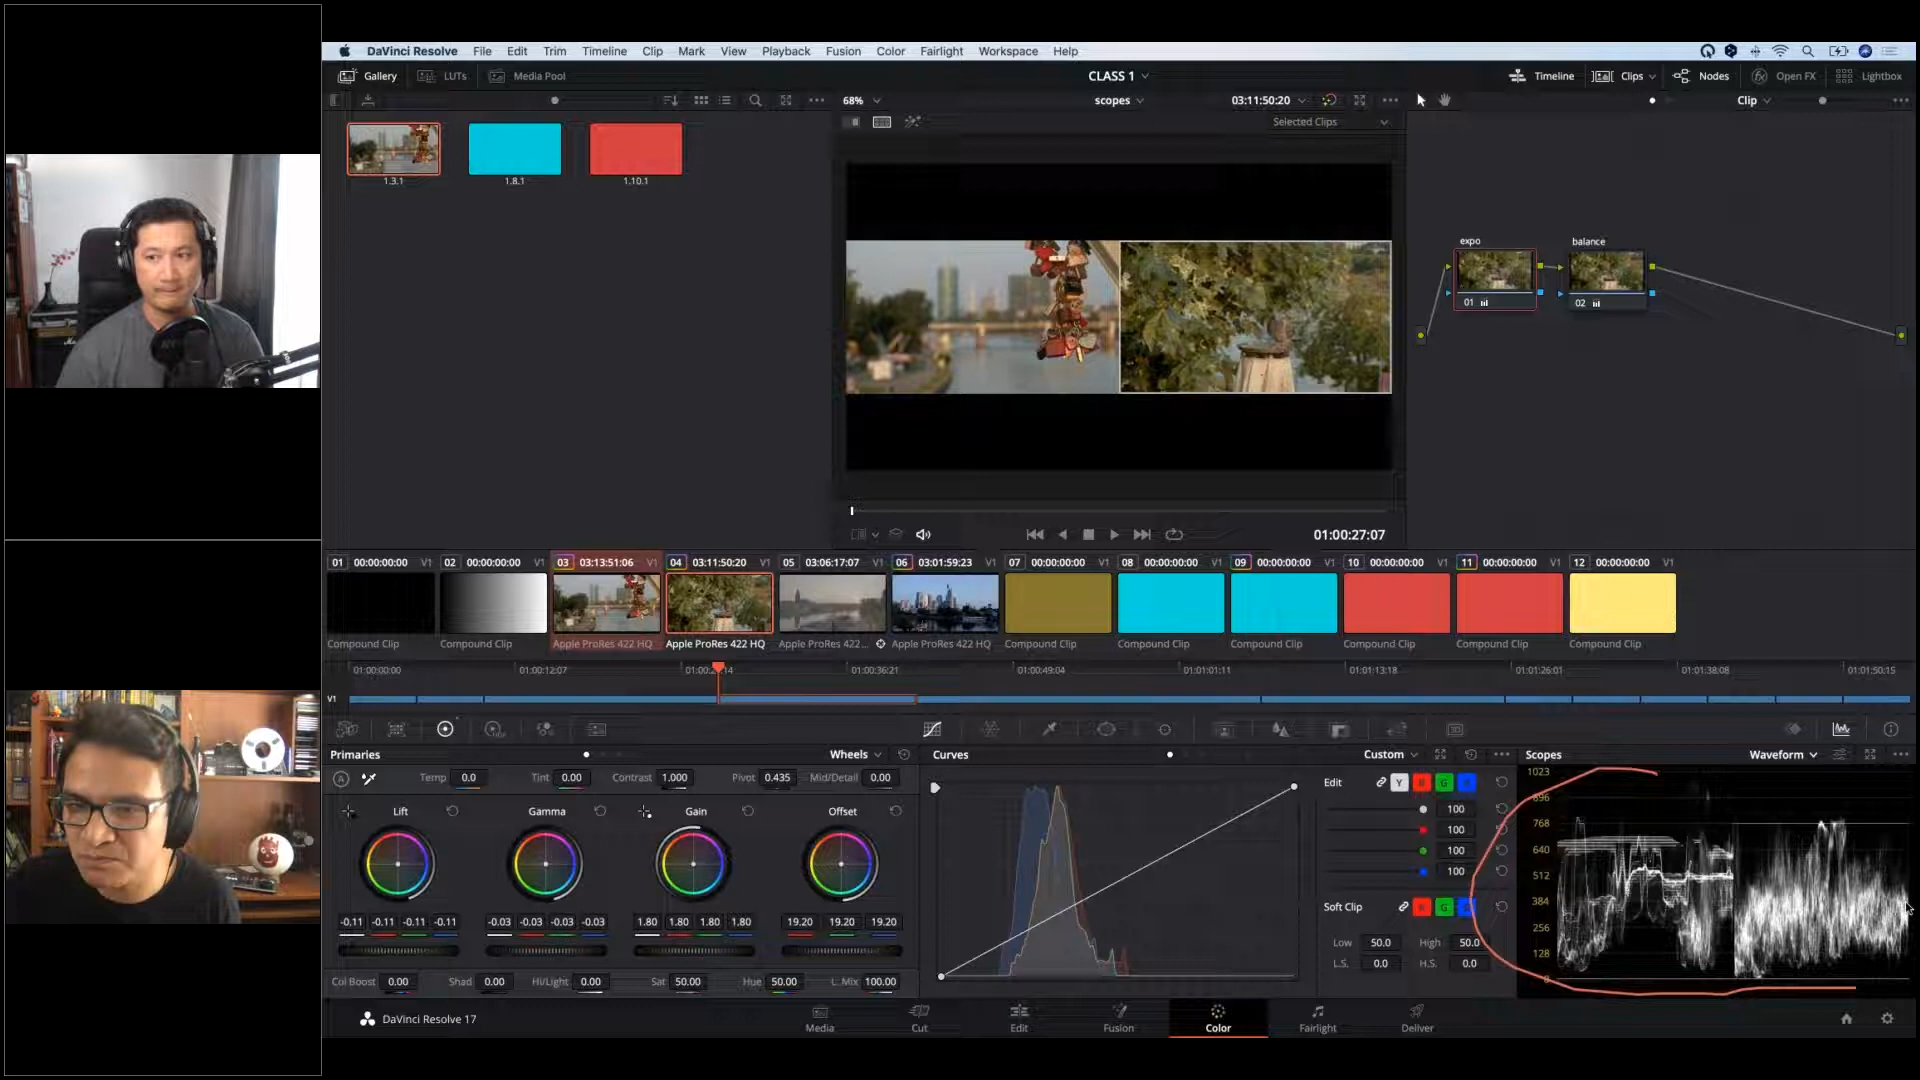 DaVinci Resolve File Edit Trim Timeline Clip Mark View Playback Fusion Color Fairlight Workspace Help
Gallery LUTs Media Pool CLASS 1 Timeline Clips Nodes Open FX Lightbox
68% scopes 03:11:50:20 Clip
Selected Clips
1.3.1 1.8.1 1.10.1
expo balance
01 02
01:00:27:07
01 00:00:00:00 V1 02 00:00:00:00 V1 03 03:13:51:06 V1 04 03:11:50:20 V1 05 03:06:17:07 V1 06 03:01:59:23 V1 07 00:00:00:00 V1 08 00:00:00:00 V1 09 00:00:00:00 V1 10 00:00:00:00 V1 11 00:00:00:00 V1 12 00:00:00:00 V1
Compound Clip Compound Clip Apple ProRes 422 HQ Apple ProRes 422 HQ Apple ProRes 422... Apple ProRes 422 HQ Compound Clip Compound Clip Compound Clip Compound Clip Compound Clip Compound Clip
01:00:00:00 01:00:12:07 01:00:36:21 01:00:49:04 01:01:01:11 01:01:13:18 01:01:26:01 01:01:38:08 01:01:50:15
V1
Primaries Wheels Curves Custom Scopes Waveform
Temp 0.0 Tint 0.00 Contrast 1.000 Pivot 0.435 Mid/Detail 0.00
Lift Gamma Gain Offset
-0.11 -0.11 -0.11 -0.11 -0.03 -0.03 -0.03 -0.03 1.80 1.80 1.80 1.80 19.20 19.20 19.20
Col Boost 0.00 Shad 0.00 Hi/Light 0.00 Sat 50.00 Hue 50.00 L. Mix 100.00
Edit Y R G
100
100
100
100
Soft Clip R G
Low 50.0 High 50.0
L.S. 0.0 H.S. 0.0
1023
896
768
640
512
384
256
128
0
DaVinci Resolve 17 Media Cut Edit Fusion Color Fairlight Deliver